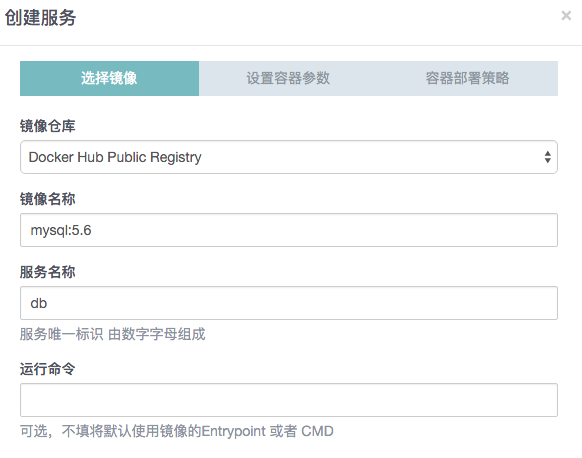 创建服务
选择镜像 设置容器参数 容器部署策略
镜像仓库
Docker Hub Public Registry
镜像名称
mysql:5.6
服务名称
db
服务唯一标识 由数字字母组成
运行命令
可选，不填将默认使用镜像的Entrypoint 或者 CMD